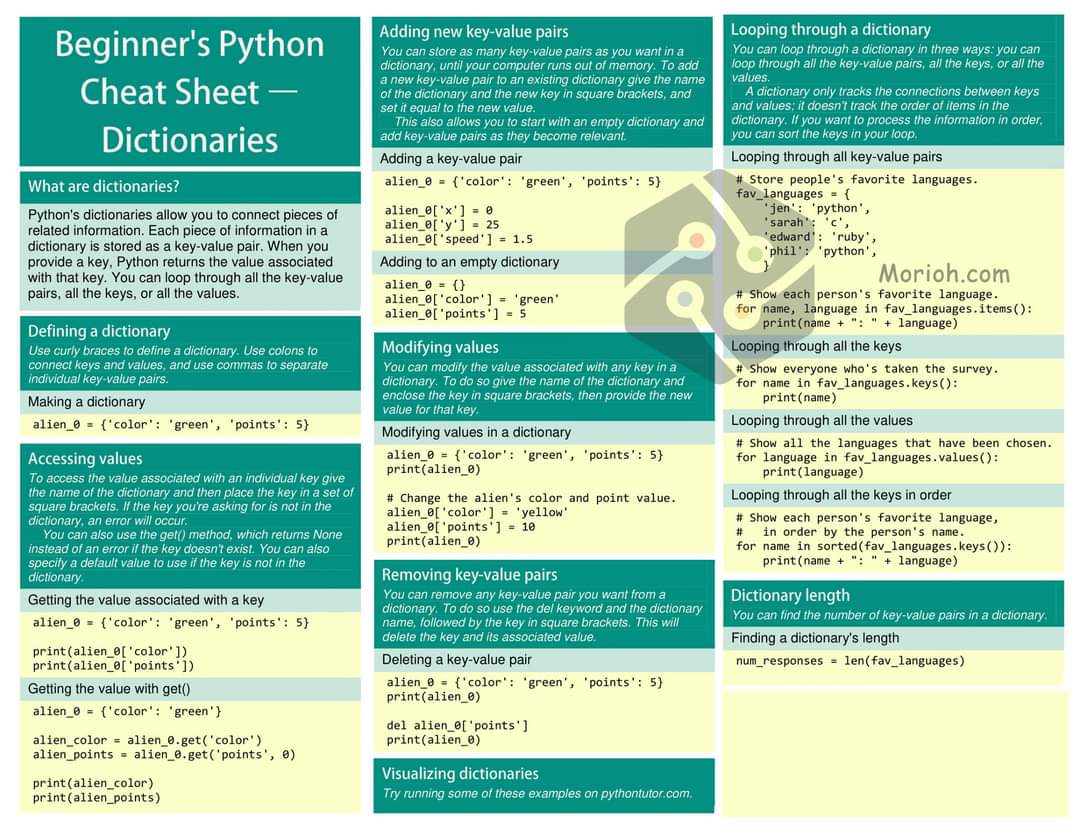 Beginner's Python
Cheat Sheet —
Dictionaries
What are dictionaries?
Python's dictionaries allow you to connect pieces of
related information. Each piece of information in a
dictionary is stored as a key-value pair. When you
provide a key, Python returns the value associated
with that key. You can loop through all the key-value
pairs, all the keys, or all the values.
Defining a dictionary
Use curly braces to define a dictionary. Use colons to
connect keys and values, and use commas to separate
individual key-value pairs.
Making a dictionary
alien_0 = {'color': 'green', 'points': 5}
Accessing values
To access the value associated with an individual key give
the name of the dictionary and then place the key in a set of
square brackets. If the key you're asking for is not in the
dictionary, an error will occur.
You can also use the get() method, which returns None
instead of an error if the key doesn't exist. You can also
specify a default value to use if the key is not in the
dictionary.
Getting the value associated with a key
alien_0 = {'color': 'green', 'points': 5}
print(alien_0['color'])
print(alien_0['points'])
Getting the value with get()
alien_0 = {'color': 'green'}
alien_color = alien_0.get('color')
alien_points = alien_0.get('points', 0)
print(alien_color)
print(alien_points)
Adding new key-value pairs
You can store as many key-value pairs as you want in a
dictionary, until your computer runs out of memory. To add
a new key-value pair to an existing dictionary give the name
of the dictionary and the new key in square brackets, and
set it equal to the new value.
This also allows you to start with an empty dictionary and
add key-value pairs as they become relevant.
Adding a key-value pair
alien_0 = {'color': 'green', 'points': 5}
alien_0['x'] = 0
alien_0['y'] = 25
alien_0['speed'] = 1.5
Adding to an empty dictionary
alien_0 = {}
alien_0['color'] = 'green'
alien_0['points'] = 5
Modifying values
You can modify the value associated with any key in a
dictionary. To do so give the name of the dictionary and
enclose the key in square brackets, then provide the new
value for that key.
Modifying values in a dictionary
alien_0 = {'color': 'green', 'points': 5}
print(alien_0)
# Change the alien's color and point value.
alien_0['color'] = 'yellow'
alien_0['points'] = 10
print(alien_0)
Removing key-value pairs
You can remove any key-value pair you want from a
dictionary. To do so use the del keyword and the dictionary
name, followed by the key in square brackets. This will
delete the key and its associated value.
Deleting a key-value pair
alien_0 = {'color': 'green', 'points': 5}
print(alien_0)
del alien_0['points']
print(alien_0)
Visualizing dictionaries
Try running some of these examples on pythontutor.com.
Looping through a dictionary
You can loop through a dictionary in three ways: you can
loop through all the key-value pairs, all the keys, or all the
values.
A dictionary only tracks the connections between keys
and values; it doesn't track the order of items in the
dictionary. If you want to process the information in order,
you can sort the keys in your loop.
Looping through all key-value pairs
# Store people's favorite languages.
fav_languages = {
'jen': 'python',
'sarah': 'c',
'edward': 'ruby',
'phil': 'python',
}
Morioh.com
# Show each person's favorite language.
for name, language in fav_languages.items():
print(name + ": " + language)
Looping through all the keys
# Show everyone who's taken the survey.
for name in fav_languages.keys():
print(name)
Looping through all the values
# Show all the languages that have been chosen.
for language in fav_languages.values():
print(language)
Looping through all the keys in order
# Show each person's favorite language,
# in order by the person's name.
for name in sorted(fav_languages.keys()):
print(name + ": " + language)
Dictionary length
You can find the number of key-value pairs in a dictionary.
Finding a dictionary's length
num_responses = len(fav_languages)